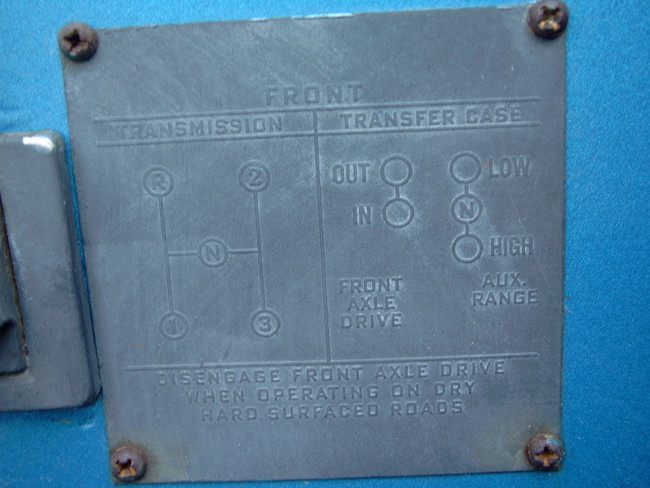 FRONT
TRANSMISSION TRANSFER CASE
R 2 OUT LOW
N IN N
HIGH
1 3 FRONT AXLE DRIVE AUX. RANGE
DISENGAGE FRONT AXLE DRIVE
WHEN OPERATING ON DRY
HARD SURFACED ROADS